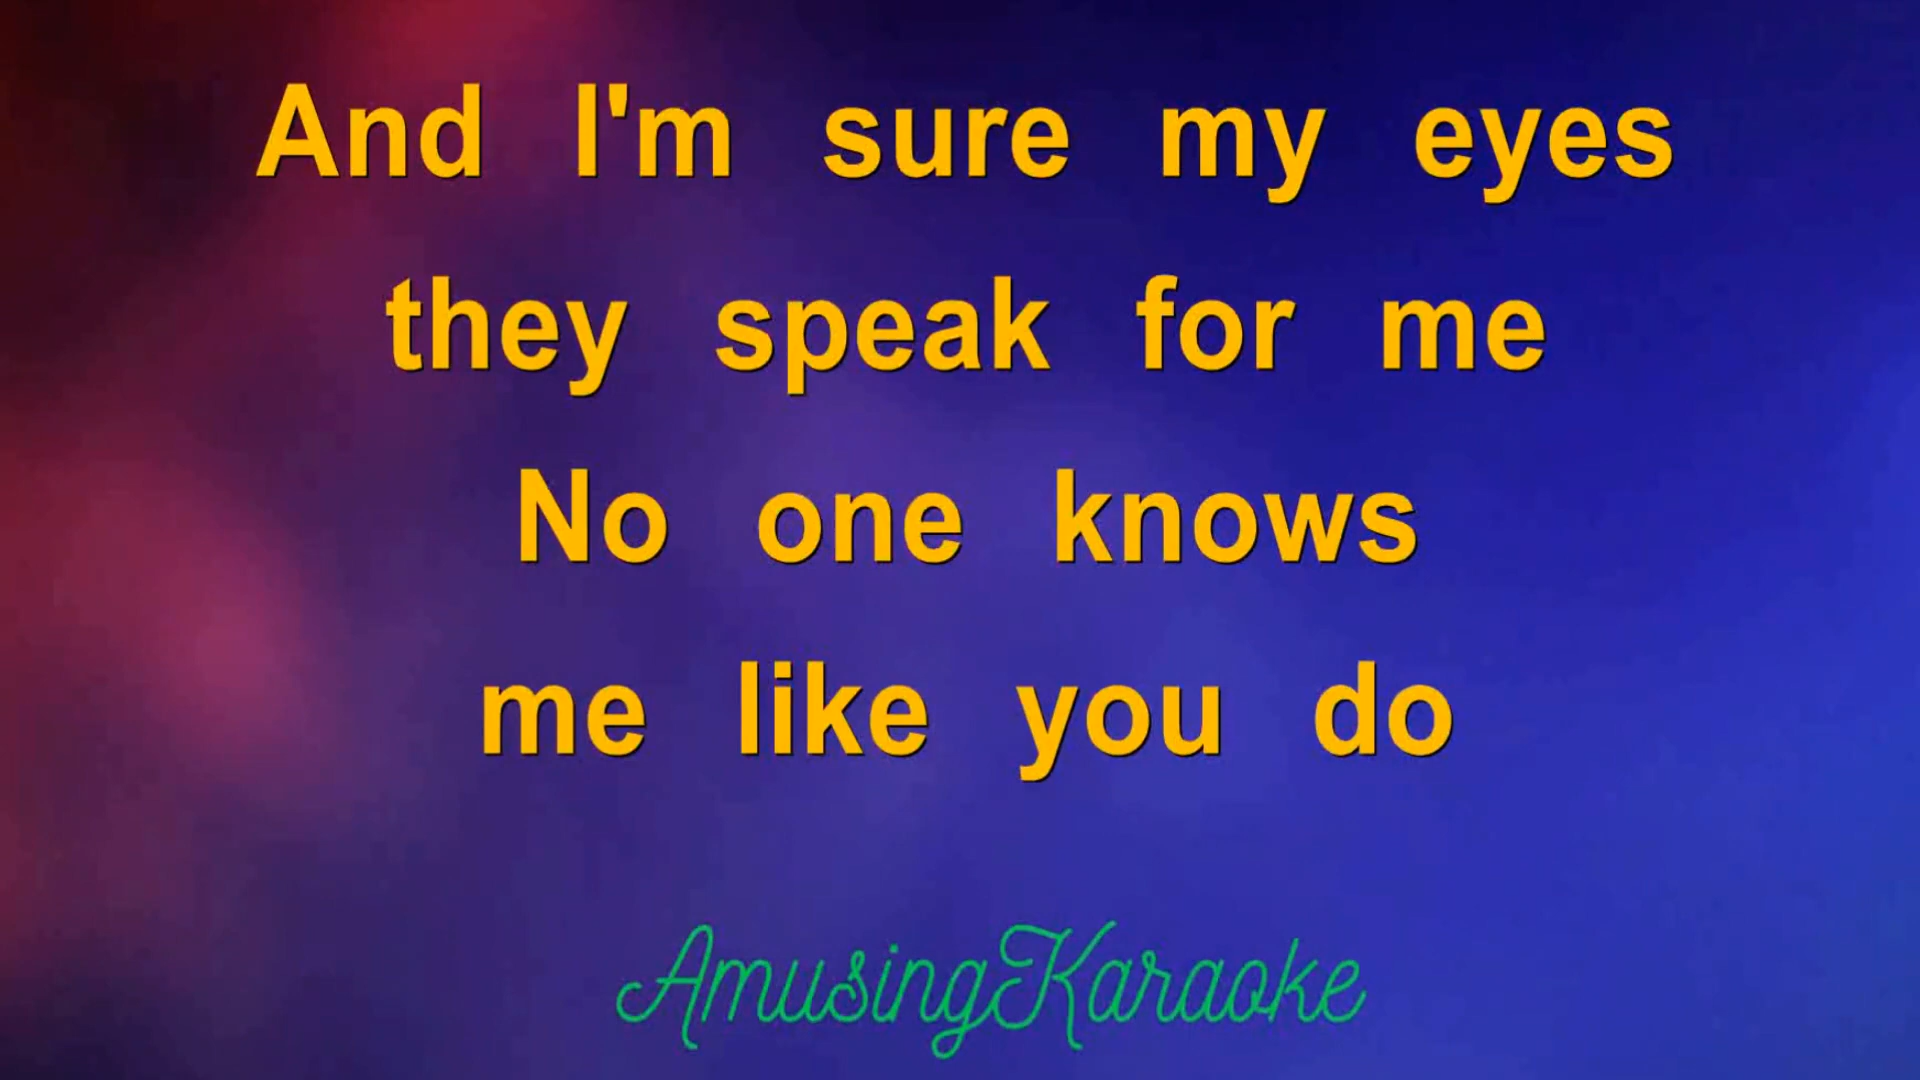 And I'm sure my eyes
they speak for me
No one knows
me like you do
AmusingKaraoke